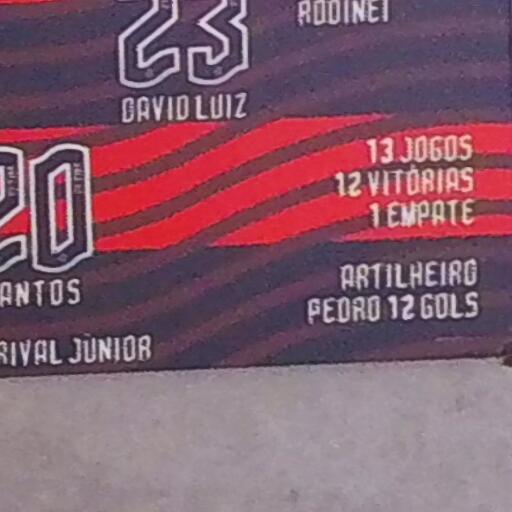 23
RODINEI
DAVID LUIZ
20
13 JOGOS
12 VITÓRIAS
1 EMPATE
ANTOS
ARTILHEIRO
PEDRO 12 GOLS
RIVAL JÚNIOR